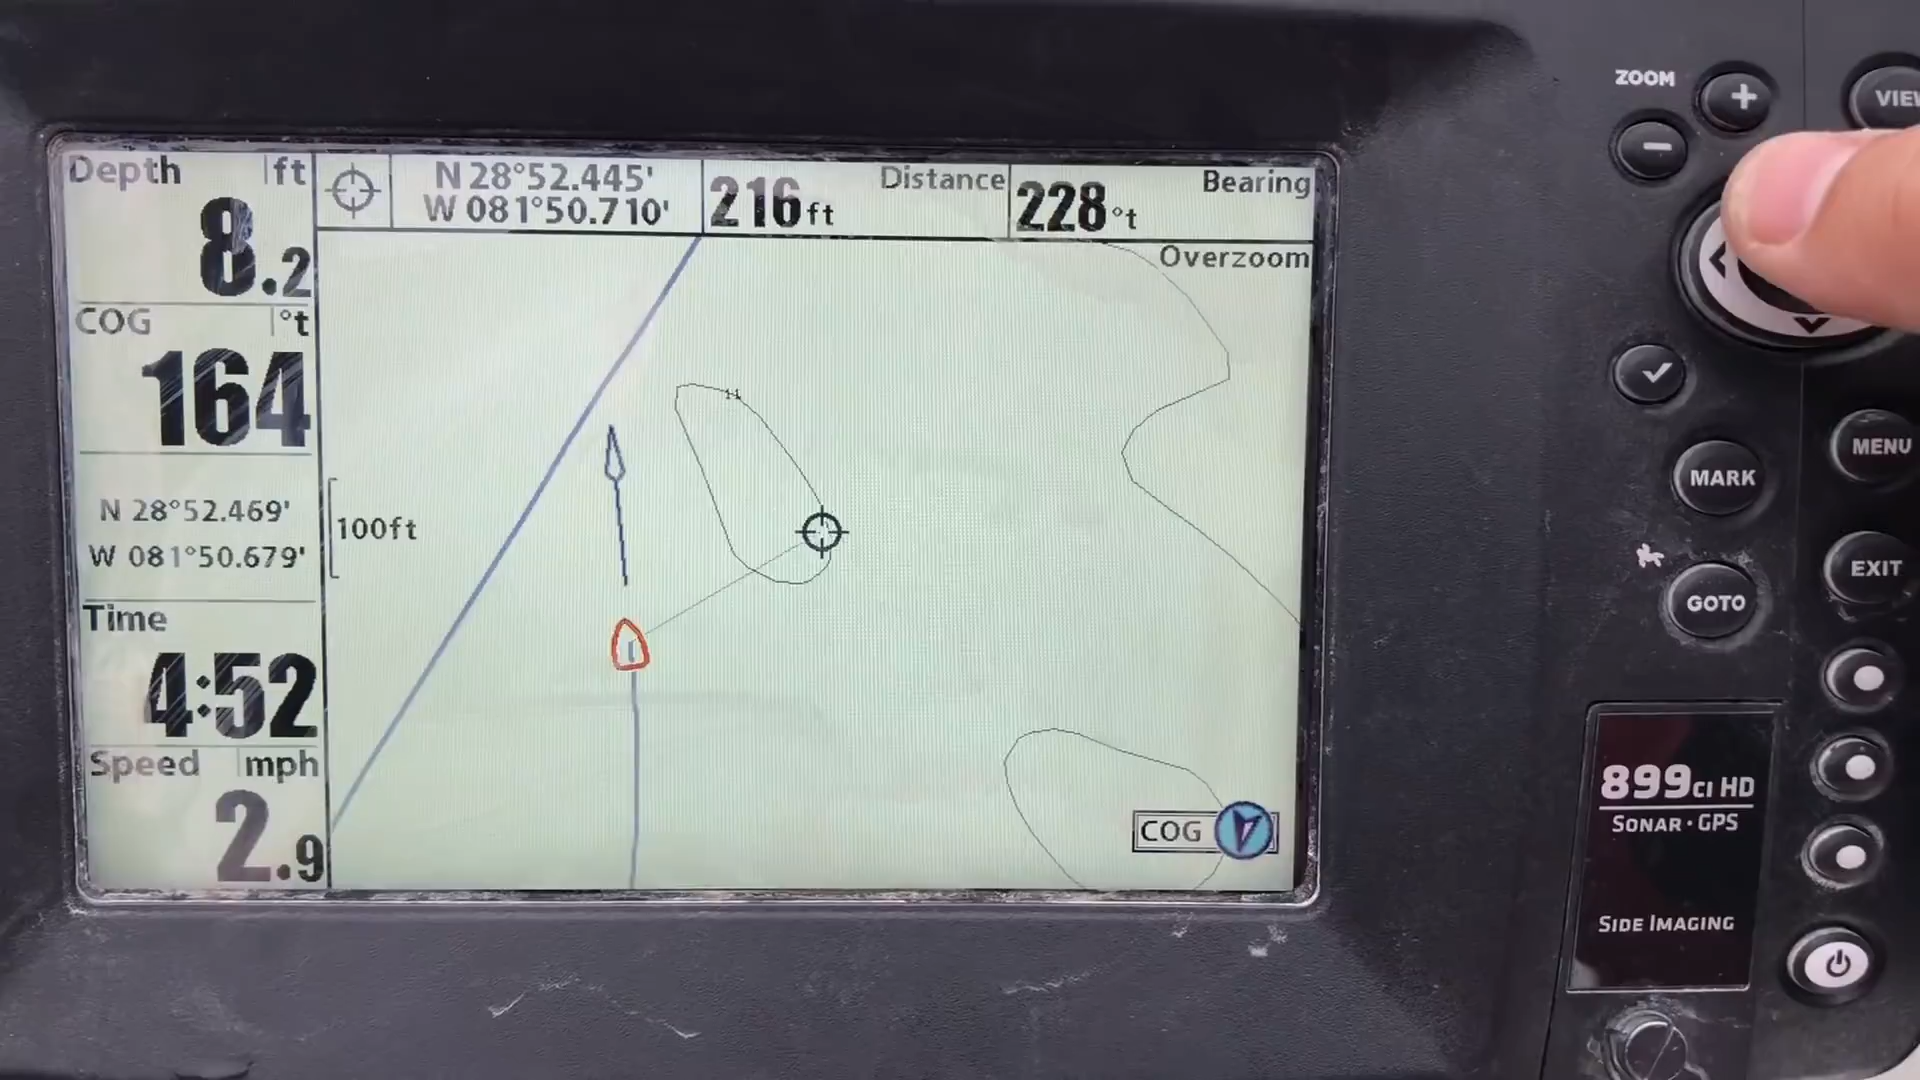 Depth ft
8.2
COG °t
164
N 28°52.469'
W 081°50.679'
Time
4:52
Speed mph
2.9
N 28°52.445'
W 081°50.710'
216ft
Distance
228°t
Bearing
Overzoom
11
100ft
COG
ZOOM
+
-
VIEW
MARK
MENU
EXIT
GOTO
899CI HD
SONAR·GPS
SIDE IMAGING